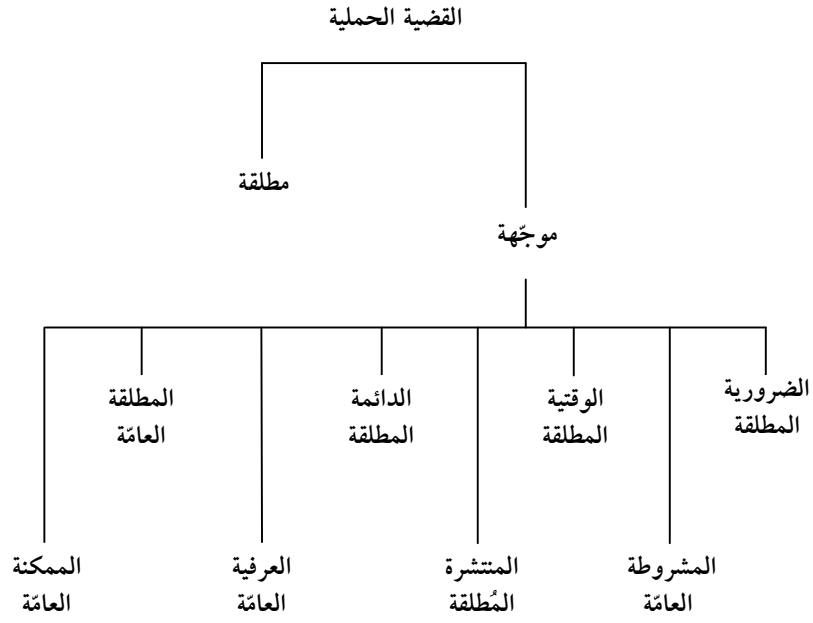 القضية الحملية
مطلقة
موجّهة
الضرورية
المطلقة
الوقتية
المطلقة
الدائمة
المطلقة
المطلقة
العامّة
المشروطة
العامّة
المنتشرة
المُطلقة
العرفية
العامّة
الممكنة
العامّة